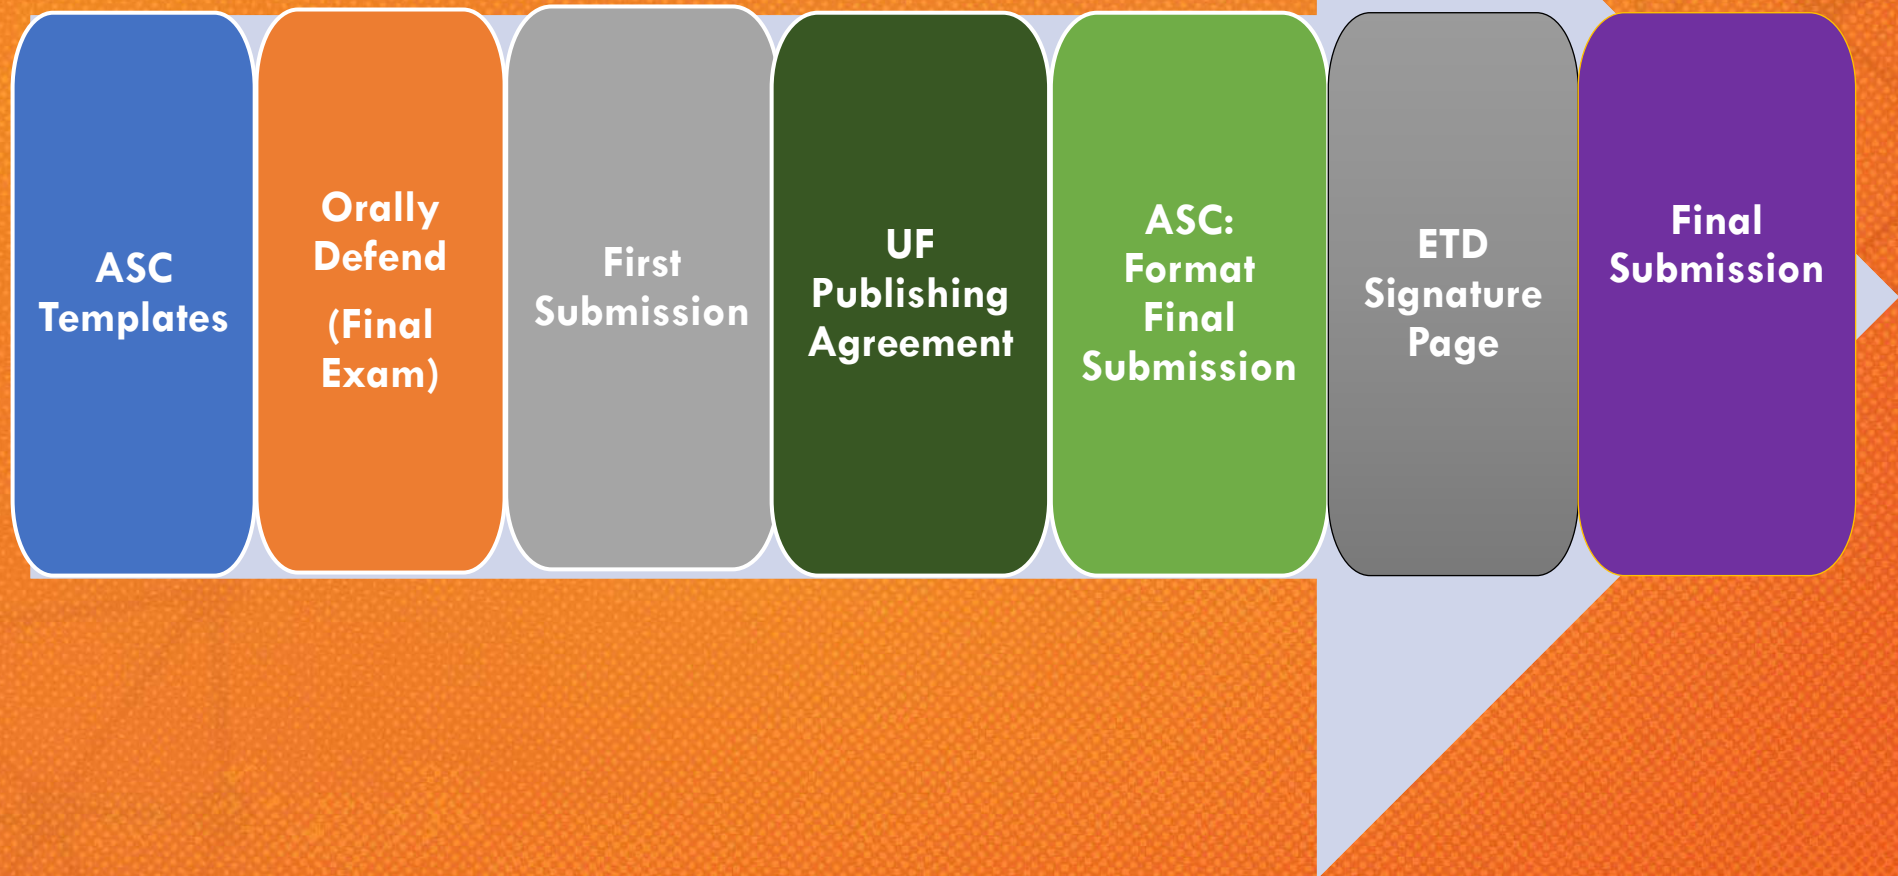 ASC
Templates
Orally
Defend
(Final
Exam)
First
Submission
UF
Publishing
Agreement
ASC:
Format
Final
Submission
ETD
Signature
Page
Final
Submission